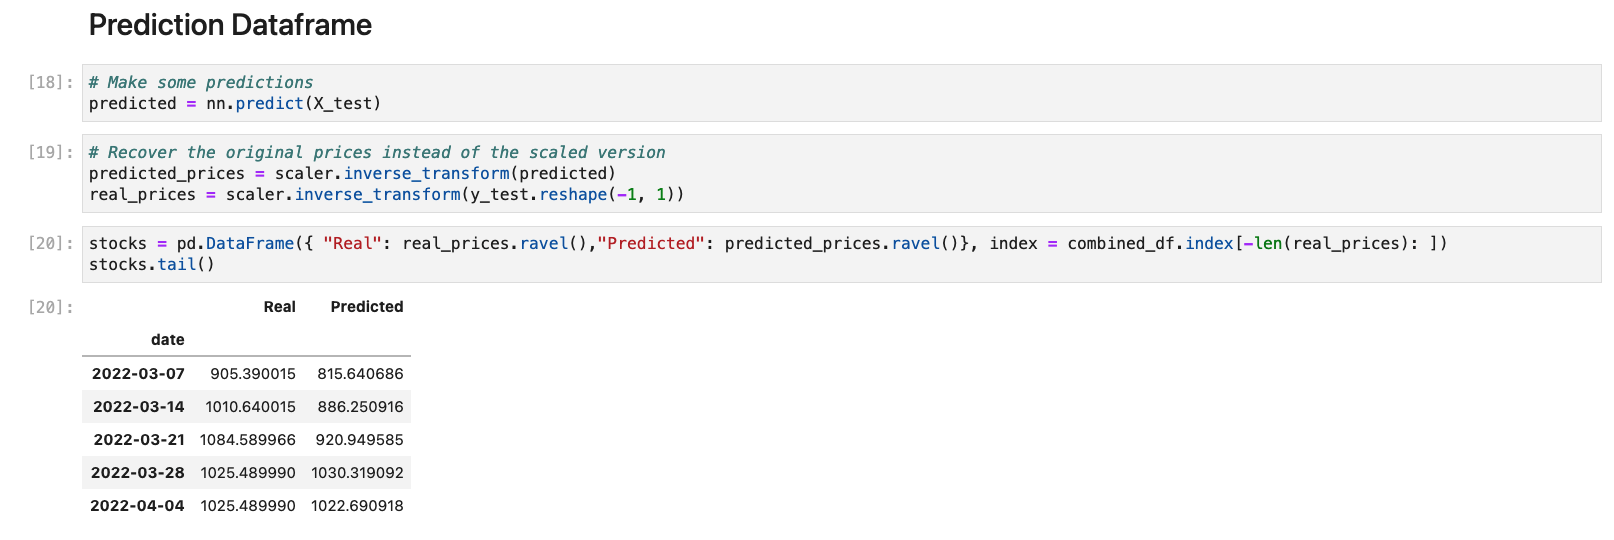 Prediction Dataframe
[18]: # Make some predictions
predicted = nn.predict(X_test)
[19]: # Recover the original prices instead of the scaled version
predicted_prices = scaler.inverse_transform(predicted)
real_prices = scaler.inverse_transform(y_test.reshape(-1, 1))
[20]: stocks = pd.DataFrame({ "Real": real_prices.ravel(),"Predicted": predicted_prices.ravel()}, index = combined_df.index[-len(real_prices): ])
stocks.tail()
[20]: Real Predicted
date
2022-03-07 905.390015 815.640686
2022-03-14 1010.640015 886.250916
2022-03-21 1084.589966 920.949585
2022-03-28 1025.489990 1030.319092
2022-04-04 1025.489990 1022.690918